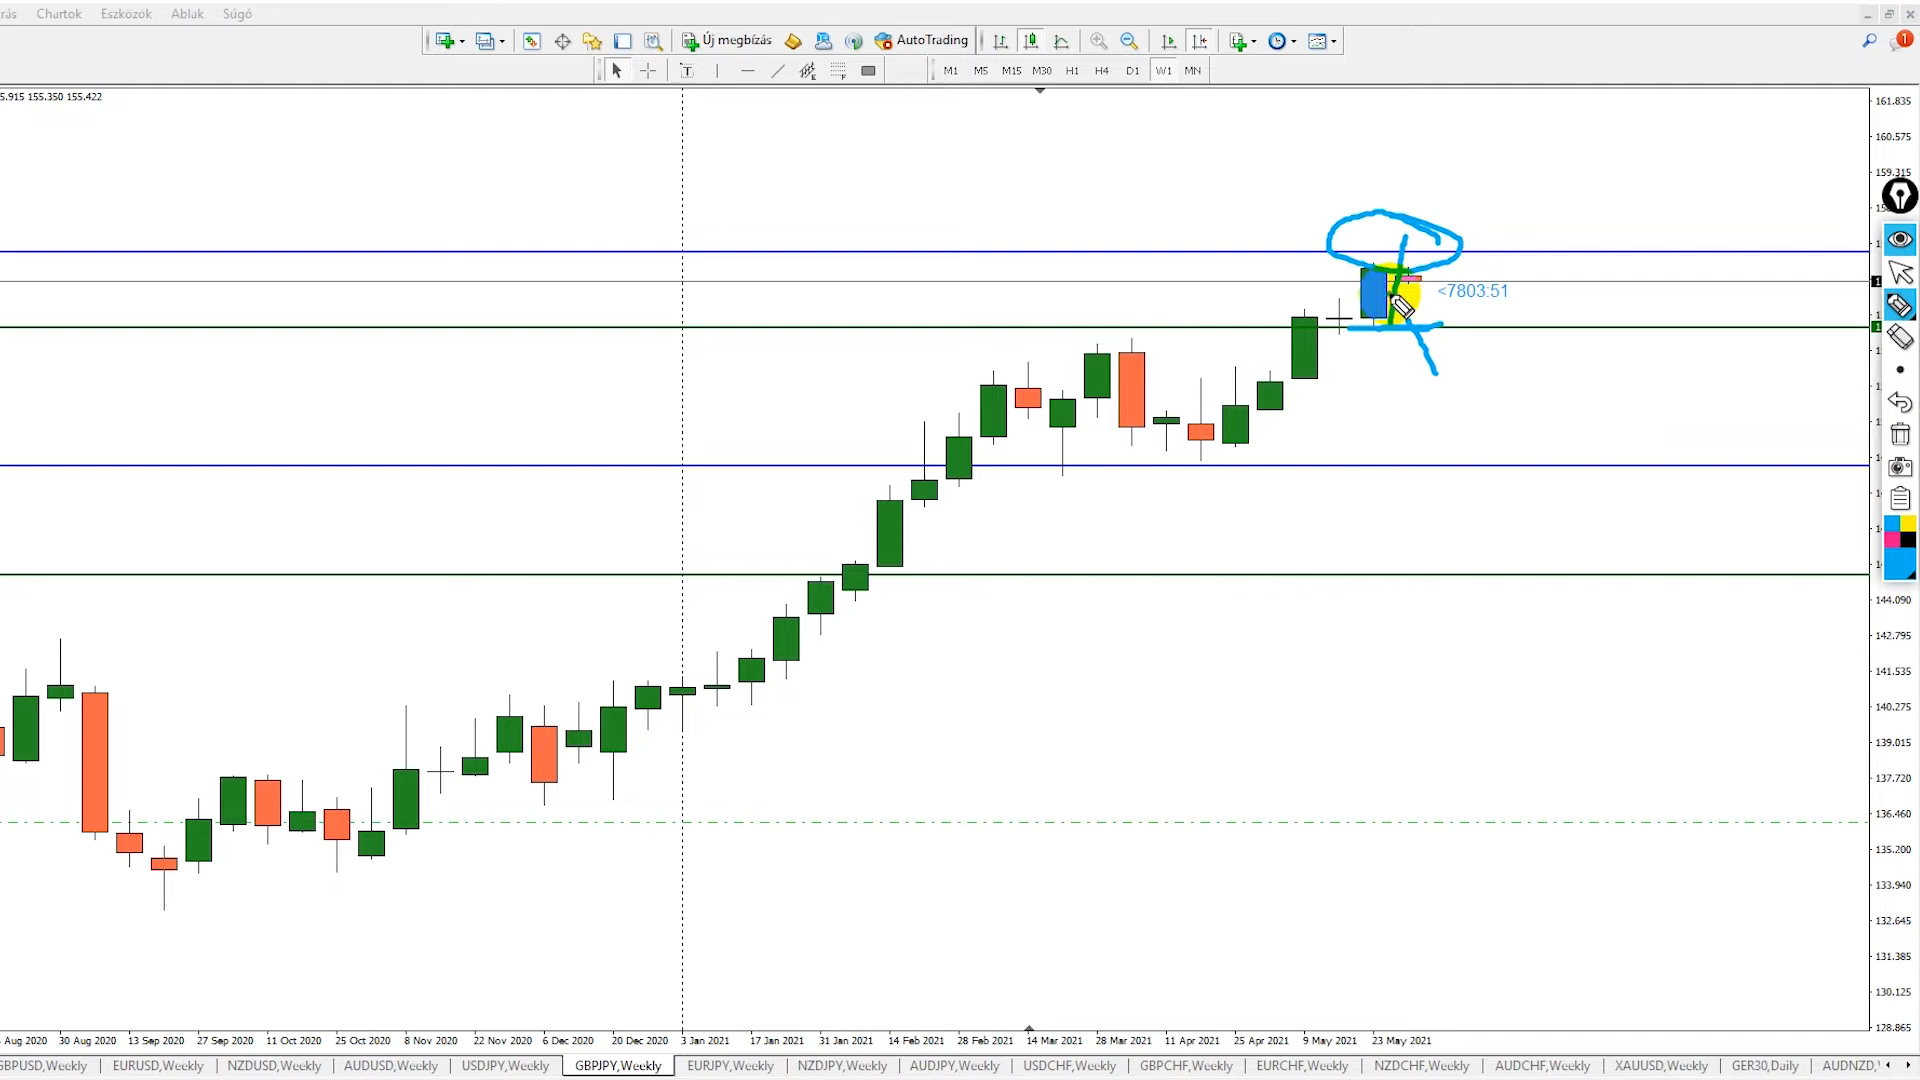 Chartok Eszközök Ablak Súgó
Új megbízás AutoTrading 1
M1 M5 M15 M30 H1 H4 D1 W1 MN
5.915 155.350 155.422
161.835
160.575
159.315
<7803:51
144.090
142.795
141.535
140.275
139.015
137.720
136.460
135.200
133.940
132.645
131.385
130.125
128.865
Aug 2020 30 Aug 2020 13 Sep 2020 27 Sep 2020 11 Oct 2020 25 Oct 2020 8 Nov 2020 22 Nov 2020 6 Dec 2020 20 Dec 2020 3 Jan 2021 17 Jan 2021 31 Jan 2021 14 Feb 2021 28 Feb 2021 14 Mar 2021 28 Mar 2021 11 Apr 2021 25 Apr 2021 9 May 2021 23 May 2021
GBPUSD,Weekly EURUSD,Weekly NZDUSD,Weekly AUDUSD,Weekly USDJPY,Weekly GBPJPY,Weekly EURJPY,Weekly NZDJPY,Weekly AUDJPY,Weekly USDCHF,Weekly GBPCHF,Weekly EURCHF,Weekly NZDCHF,Weekly AUDCHF,Weekly XAUUSD,Weekly GER30,Daily AUDNZD,